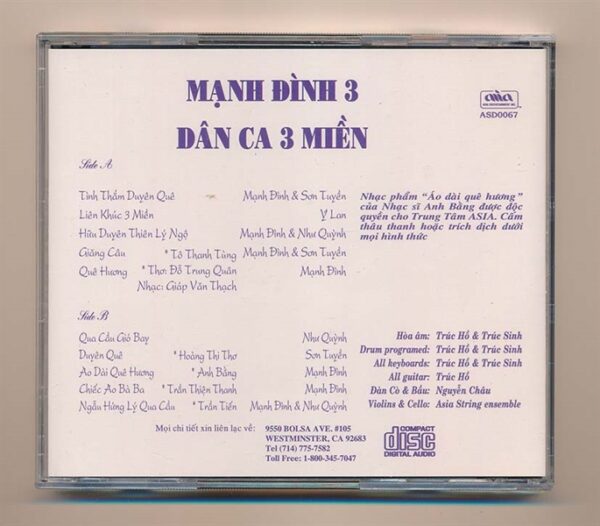 MẠNH ĐÌNH 3
DÂN CA 3 MIỀN
asia
ASIA ENTERTAINMENT INC.
ASD0067
Side A
Tình Thắm Duyên Quê Mạnh Đình & Sơn Tuyền
Liên Khúc 3 Miền Y Lan
Hữu Duyên Thiên Lý Ngộ Mạnh Đình & Như Quỳnh
Giăng Câu * Tô Thanh Tùng Mạnh Đình & Sơn Tuyền
Quê Hương * Thơ: Đỗ Trung Quân Mạnh Đình
Nhạc: Giáp Văn Thạch
Nhạc phẩm "Áo dài quê hương"
của Nhạc sĩ Anh Bằng được độc
quyền cho Trung Tâm ASIA. Cấm
thâu thanh hoặc trích dịch dưới
mọi hình thức
Side B
Qua Cầu Gió Bay Như Quỳnh
Duyên Quê * Hoàng Thi Thơ Sơn Tuyền
Áo Dài Quê Hương * Anh Bằng Mạnh Đình
Chiếc Áo Bà Ba * Trần Thiện Thanh Mạnh Đình
Ngẫu Hứng Lý Qua Cầu * Trần Tiến Mạnh Đình & Như Quỳnh
Hòa âm: Trúc Hồ & Trúc Sinh
Drum programed: Trúc Hồ & Trúc Sinh
All keyboards: Trúc Hồ & Trúc Sinh
All guitar: Trúc Hồ
Đàn Cò & Bầu: Nguyễn Châu
Violins & Cello: Asia String ensemble
Mọi chi tiết xin liên lạc về: 9550 BOLSA AVE. #105
WESTMINSTER, CA 92683
Tel (714) 775-7582
Toll Free: 1-800-345-7047
COMPACT
disc
DIGITAL AUDIO